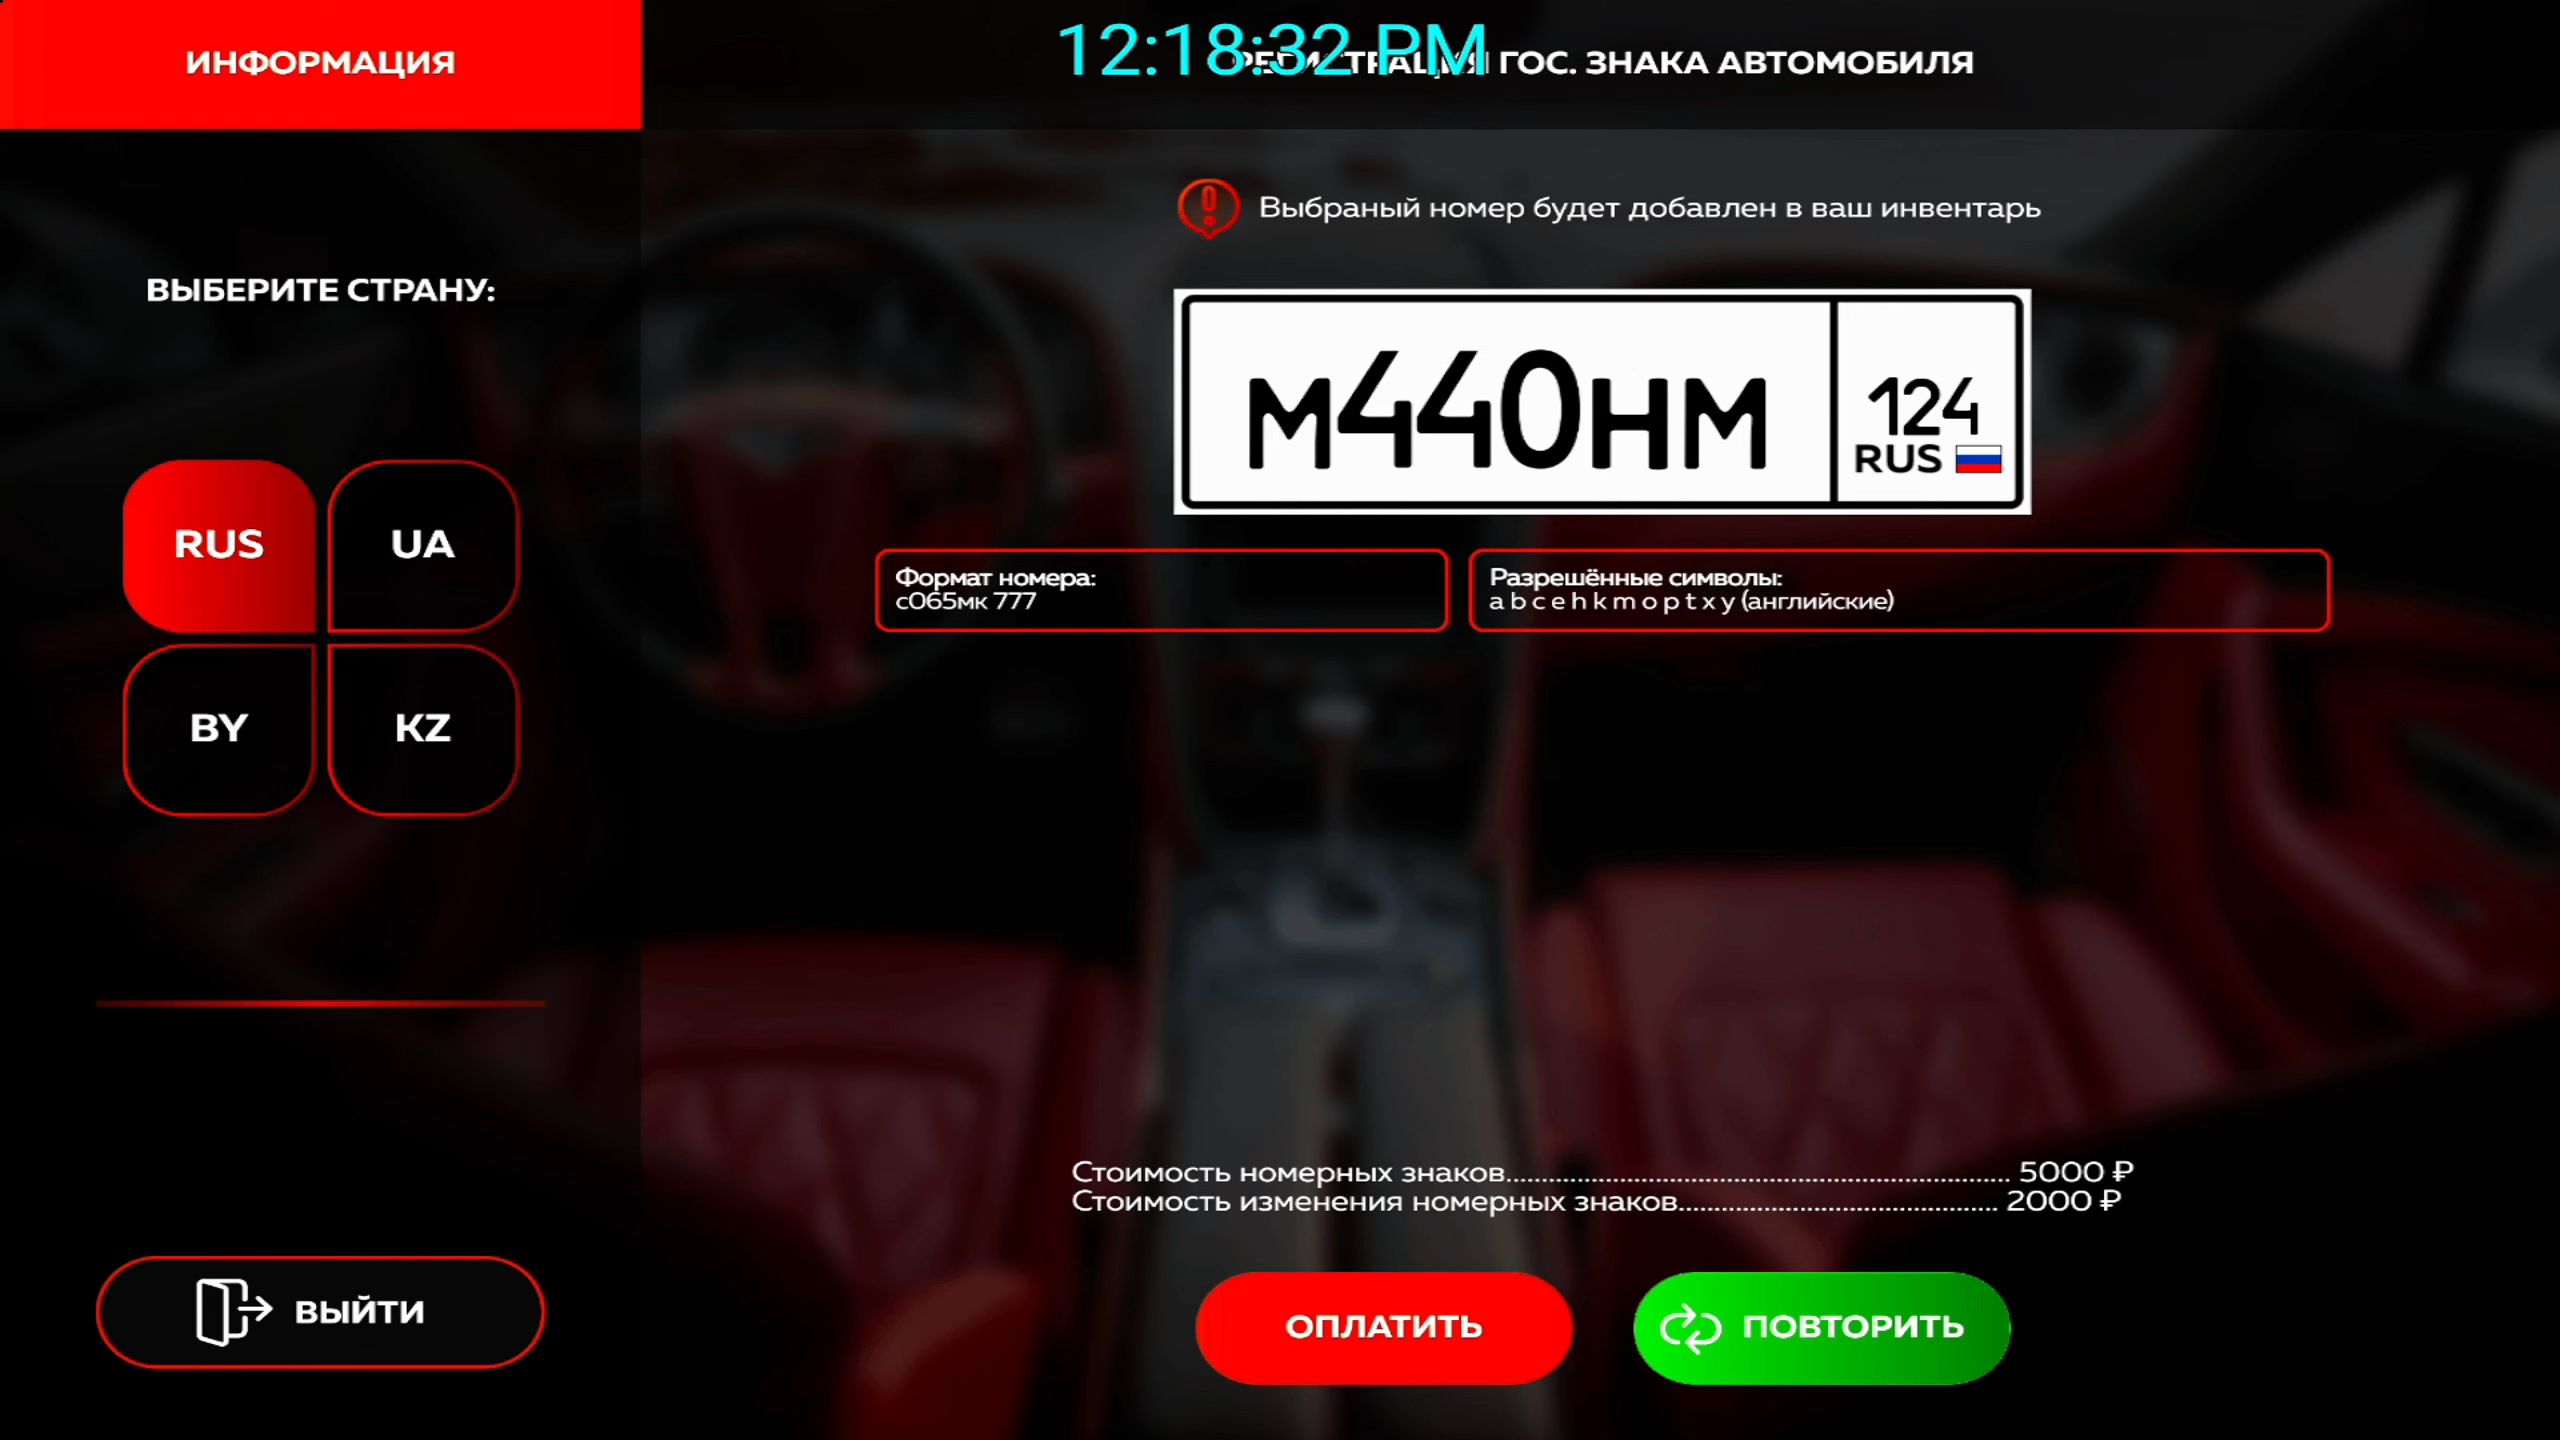 ИНФОРМАЦИЯ
12:18:32 PM
РЕГИСТРАЦИЯ ГОС. ЗНАКА АВТОМОБИЛЯ
Выбраный номер будет добавлен в ваш инвентарь
ВЫБЕРИТЕ СТРАНУ:
м440нм
124
RUS
RUS
UA
BY
KZ
Формат номера:
с065мк 777
Разрешённые символы:
a b c e h k m o p t x y (английские)
Стоимость номерных знаков...................................................................... 5000 ₽
Стоимость изменения номерных знаков............................................ 2000 ₽
ВЫЙТИ
ОПЛАТИТЬ
ПОВТОРИТЬ